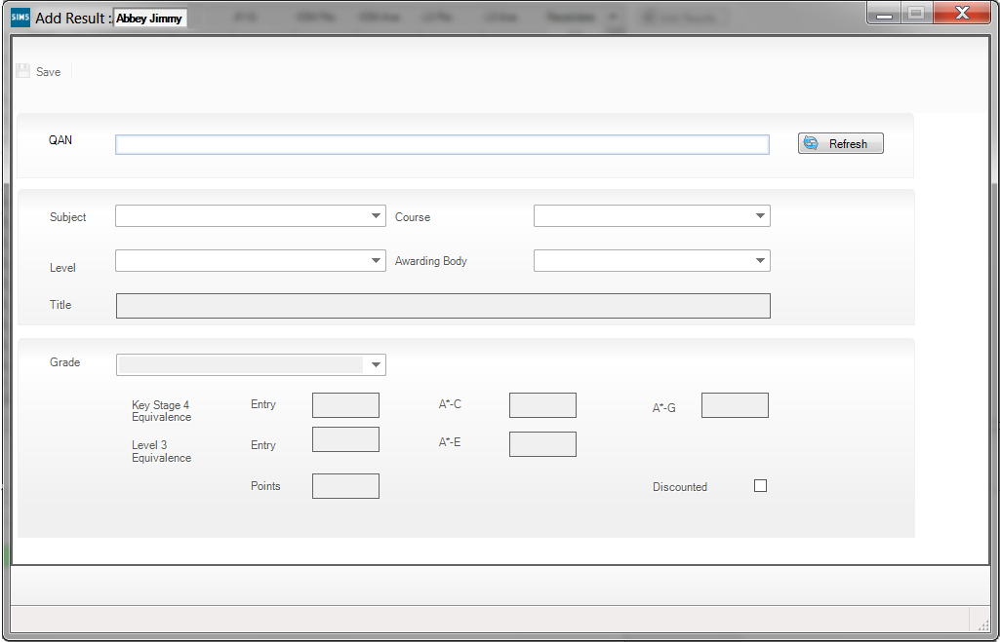 SIMS Add Result : Abbey Jimmy
Save
QAN
Refresh
Subject
Course
Level
Awarding Body
Title
Grade
Key Stage 4
Equivalence
Entry
A*-C
A*-G
Level 3
Equivalence
Entry
A*-E
Points
Discounted